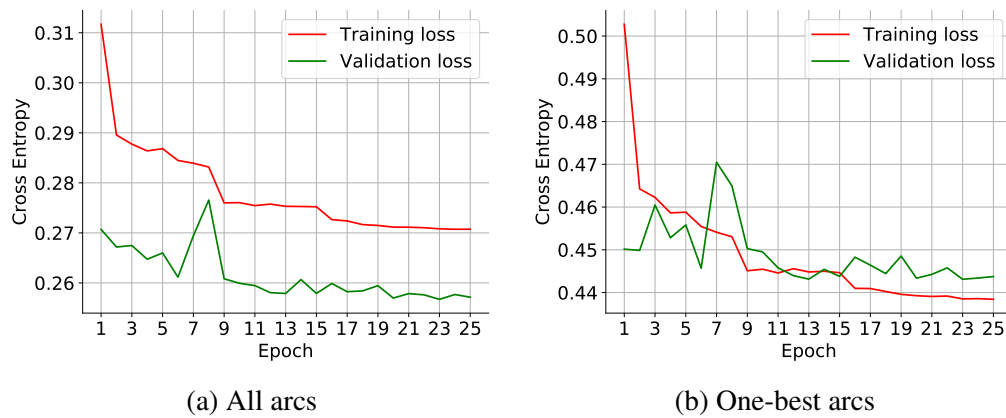 0.31
0.30
0.29
0.28
0.27
0.26
Cross Entropy
Training loss
Validation loss
1 3 5 7 9 11 13 15 17 19 21 23 25
Epoch
(a) All arcs
0.50
0.49
0.48
0.47
0.46
0.45
0.44
Cross Entropy
Training loss
Validation loss
1 3 5 7 9 11 13 15 17 19 21 23 25
Epoch
(b) One-best arcs